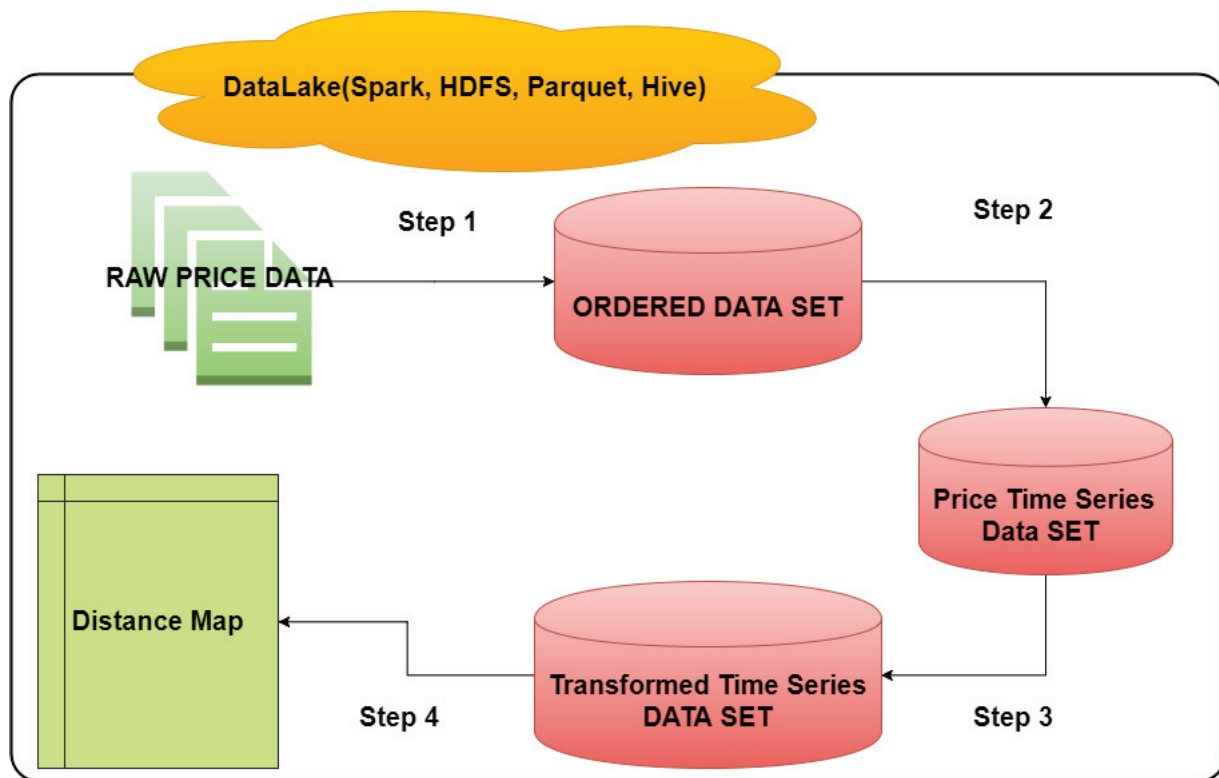 DataLake(Spark, HDFS, Parquet, Hive)
Step 1
Step 2
RAW PRICE DATA
ORDERED DATA SET
Price Time Series
Data SET
Distance Map
Transformed Time Series
DATA SET
Step 4
Step 3